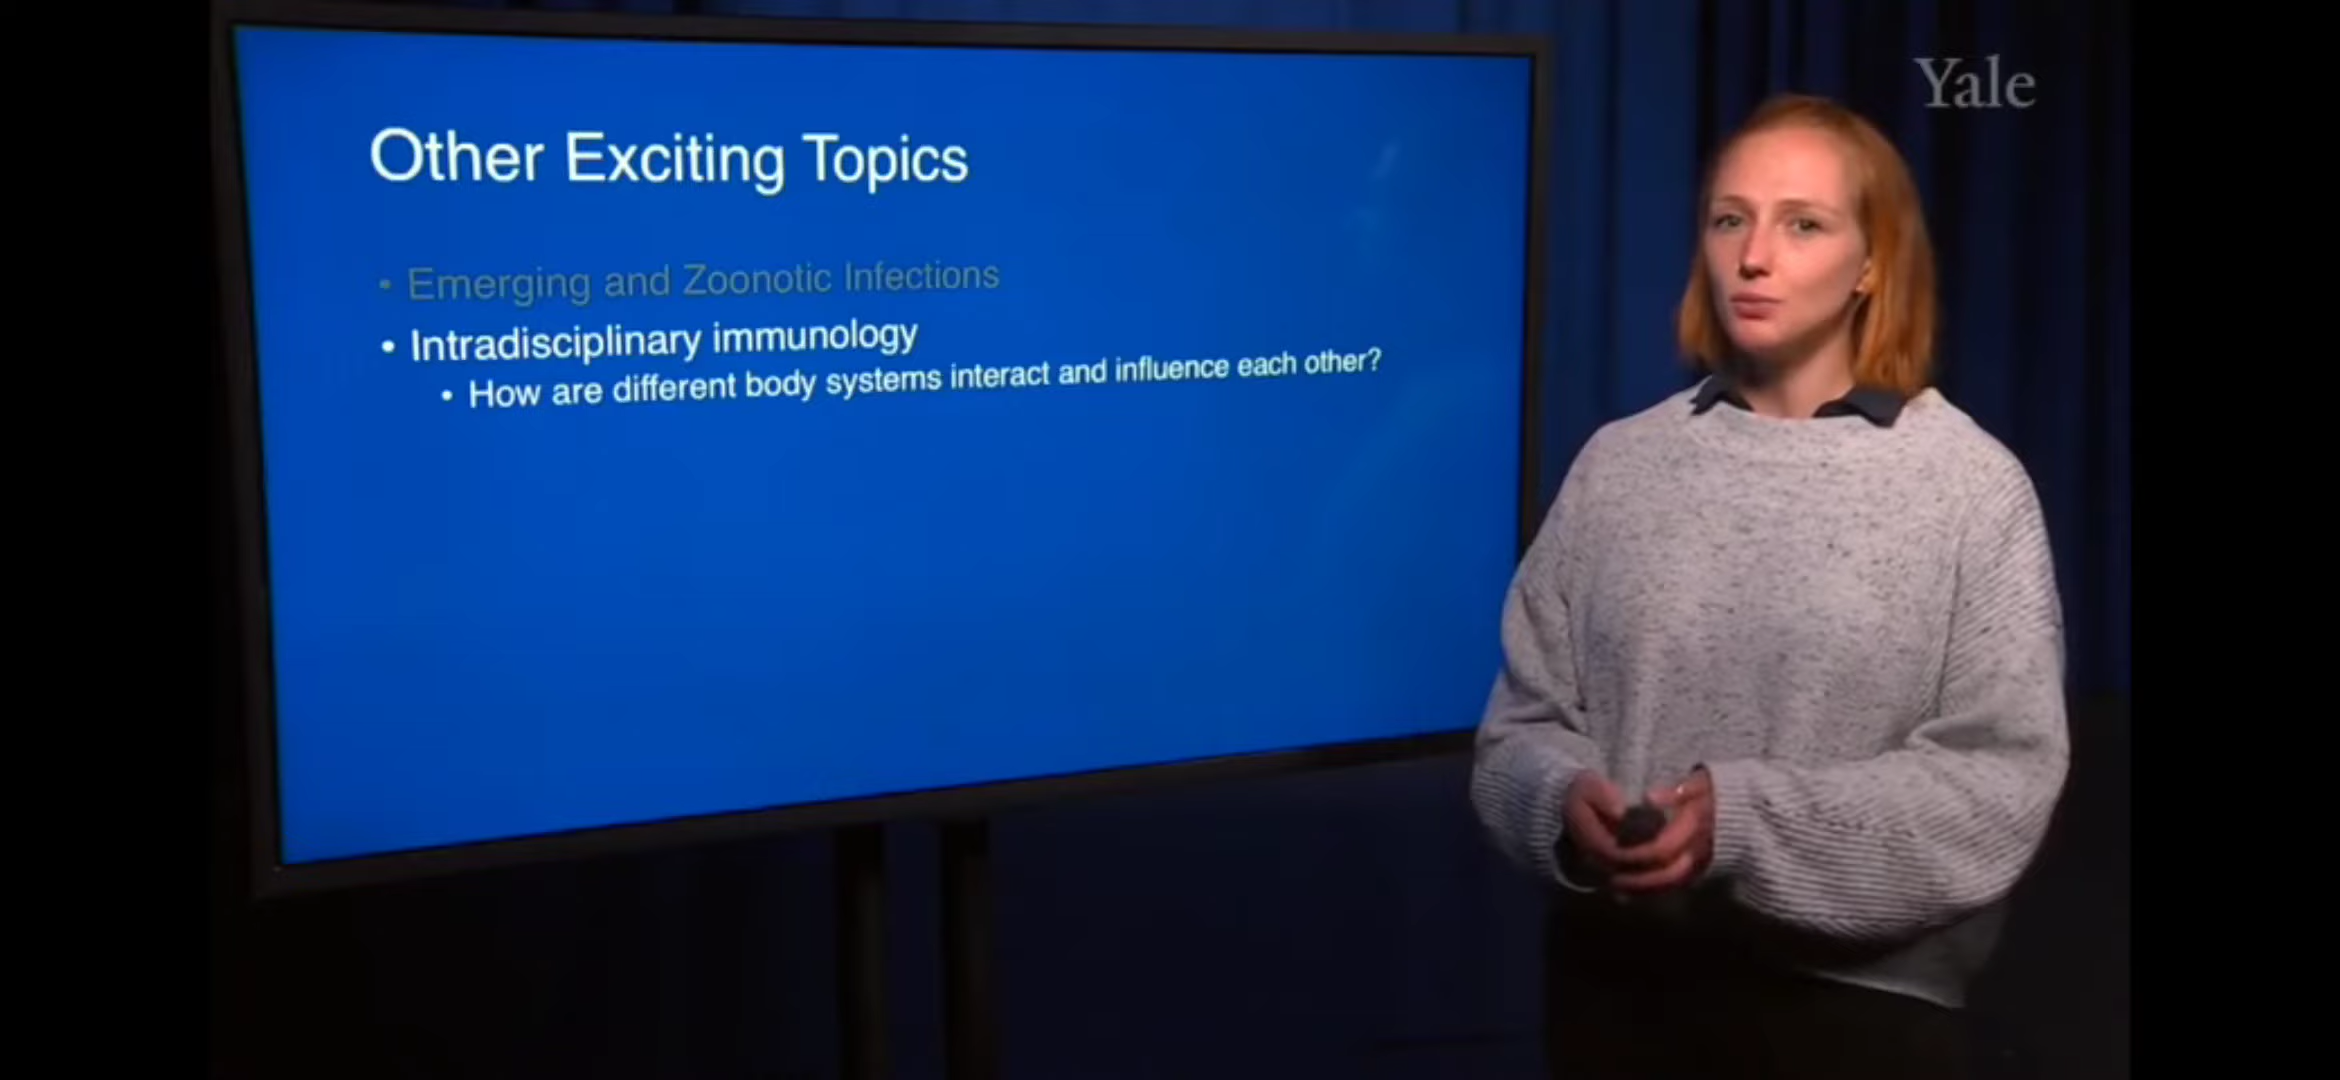 Yale
Other Exciting Topics
• Emerging and Zoonotic Infections
• Intradisciplinary immunology
• How are different body systems interact and influence each other?